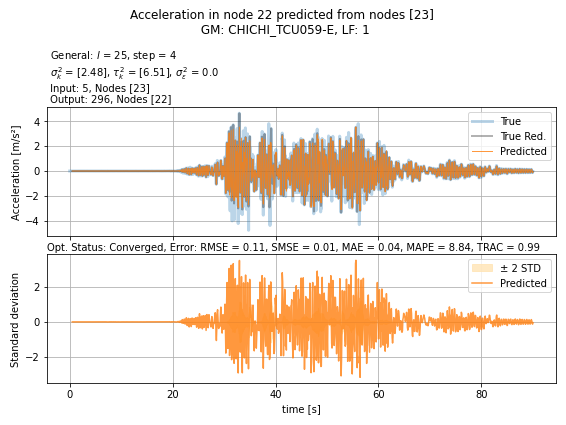 Acceleration in node 22 predicted from nodes [23]
GM: CHICHI_TCU059-E, LF: 1
General: l = 25, step = 4
σ²ₖ = [2.48], τ²ₖ = [6.51], σ²ε = 0.0
Input: 5, Nodes [23]
Output: 296, Nodes [22]
Acceleration [m/s²]
4
2
0
−2
−4
True
True Red.
Predicted
Opt. Status: Converged, Error: RMSE = 0.11, SMSE = 0.01, MAE = 0.04, MAPE = 8.84, TRAC = 0.99
Standard deviation
2
0
−2
± 2 STD
Predicted
0 20 40 60 80
time [s]